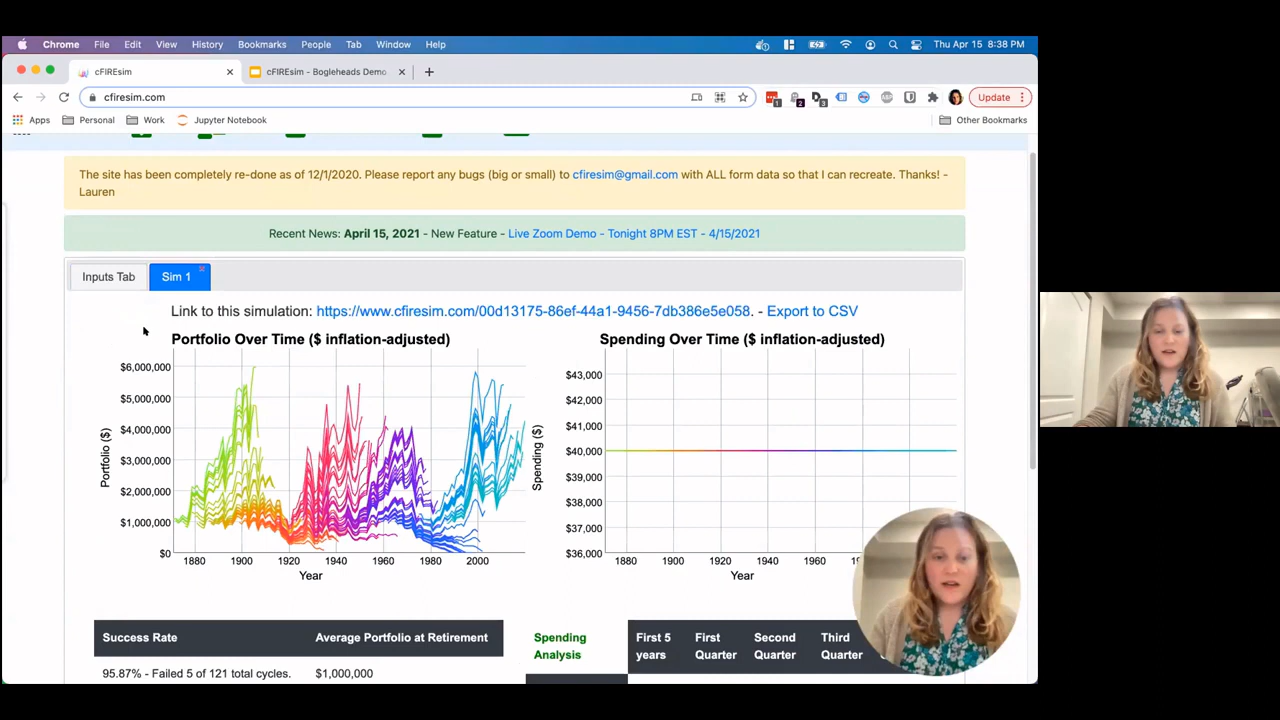 Chrome File Edit View History Bookmarks People Tab Window Help Thu Apr 15 8:38 PM
cFIREsim cFIREsim - Bogleheads Demo
cfiresim.com Update
Apps Personal Work Jupyter Notebook Other Bookmarks
The site has been completely re-done as of 12/1/2020. Please report any bugs (big or small) to cfiresim@gmail.com with ALL form data so that I can recreate. Thanks! -
Lauren
Recent News: April 15, 2021 - New Feature - Live Zoom Demo - Tonight 8PM EST - 4/15/2021
Inputs Tab Sim 1
Link to this simulation: https://www.cfiresim.com/00d13175-86ef-44a1-9456-7db386e5e058. - Export to CSV
Portfolio Over Time ($ inflation-adjusted)
$6,000,000
$5,000,000
$4,000,000
$3,000,000
$2,000,000
$1,000,000
$0
Portfolio ($)
1880 1900 1920 1940 1960 1980 2000
Year
Spending Over Time ($ inflation-adjusted)
$43,000
$42,000
$41,000
$40,000
$39,000
$38,000
$37,000
$36,000
Spending ($)
1880 1900 1920 1940 1960
Year
Success Rate Average Portfolio at Retirement
95.87% - Failed 5 of 121 total cycles. $1,000,000
Spending
Analysis
First 5
years
First
Quarter
Second
Quarter
Third
Quarter